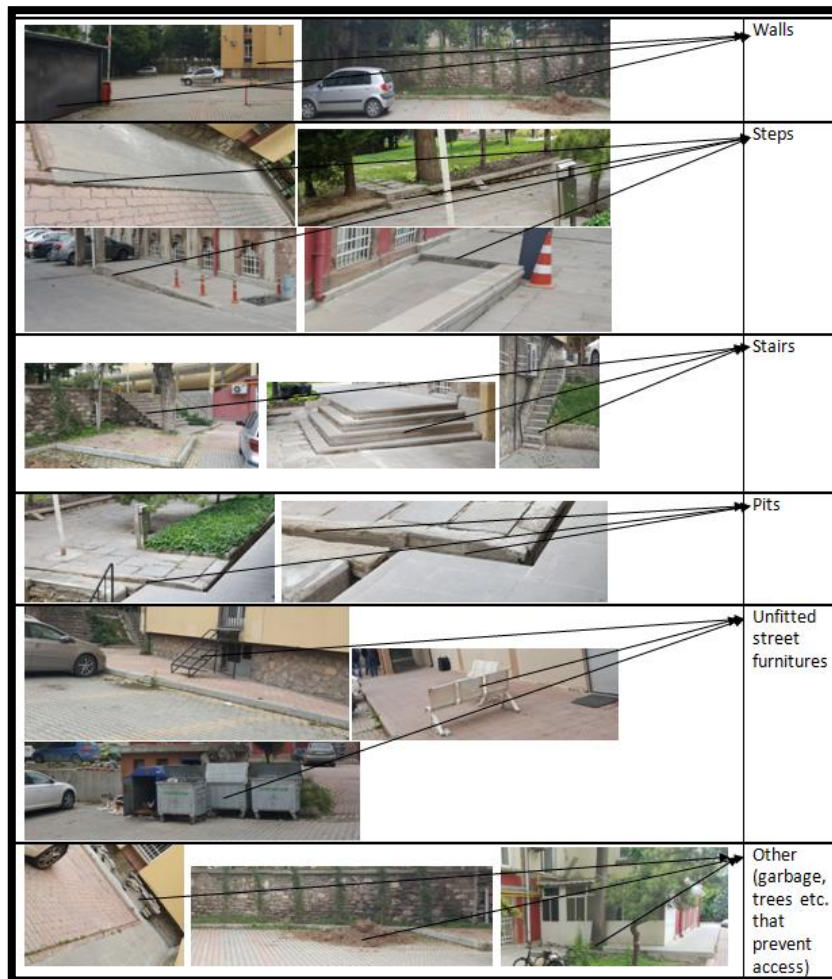 Walls
Steps
Stairs
Pits
Unfitted
street
furnitures
Other
(garbage,
trees etc.
that
prevent
access)